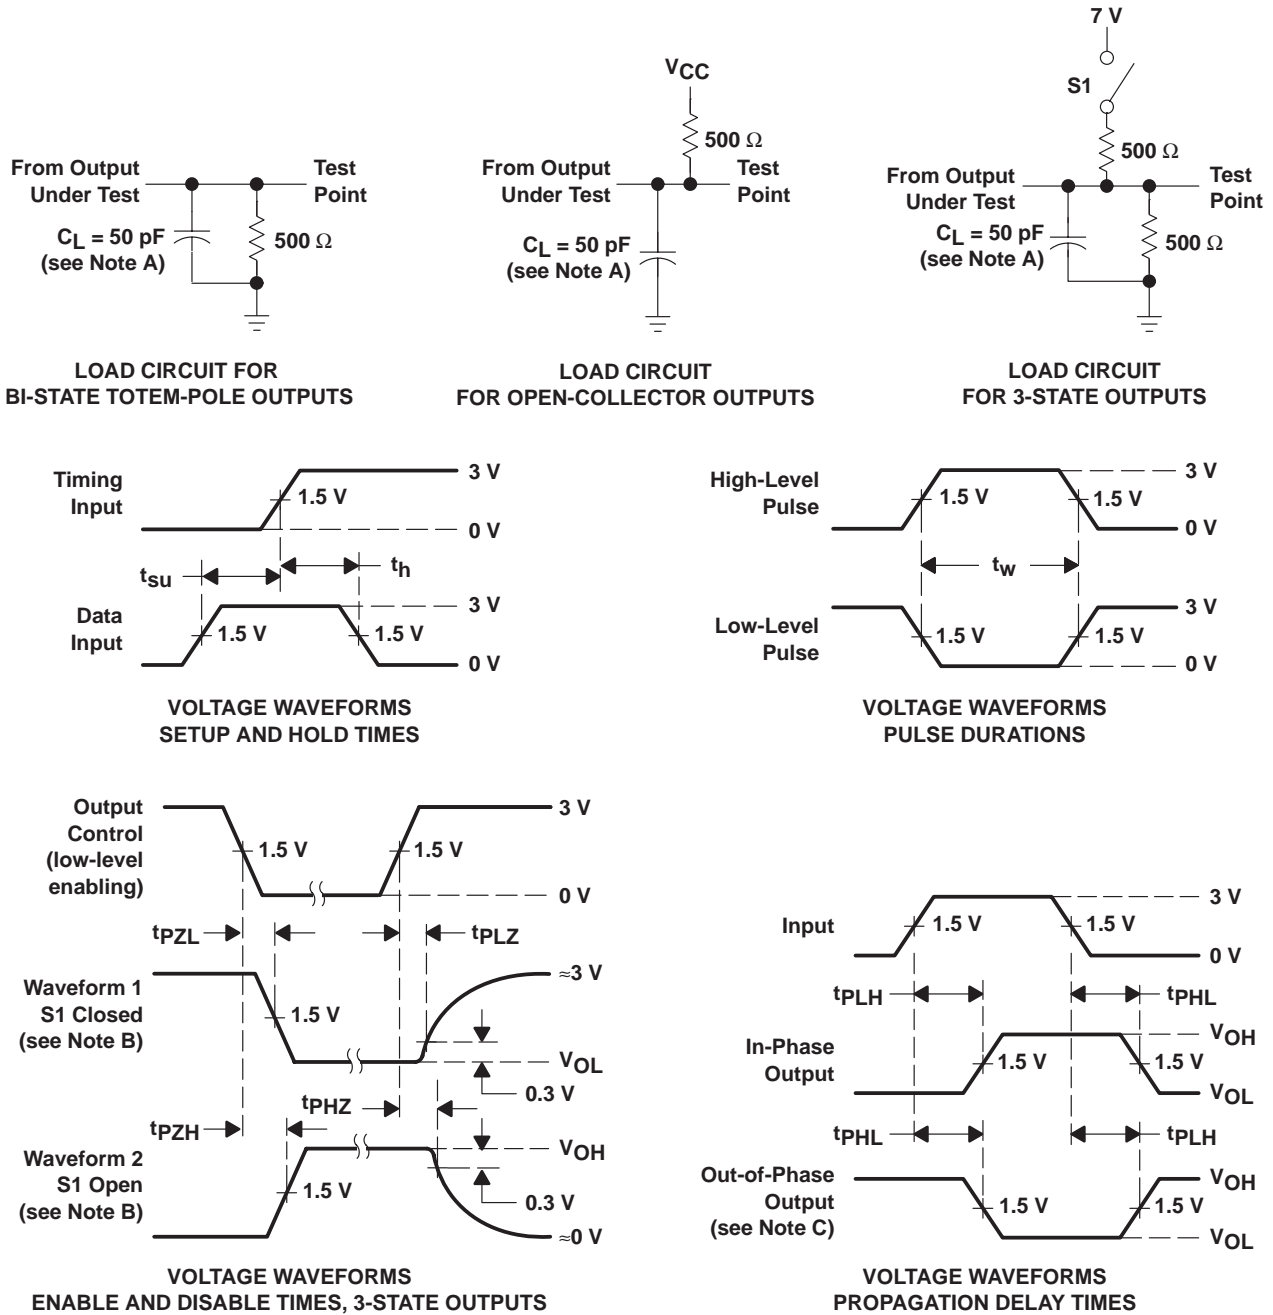 7 V
S1
500 Ω
From Output
Under Test
Test
Point
CL = 50 pF
(see Note A)
500 Ω
LOAD CIRCUIT FOR
BI-STATE TOTEM-POLE OUTPUTS
VCC
500 Ω
From Output
Under Test
Test
Point
CL = 50 pF
(see Note A)
LOAD CIRCUIT
FOR OPEN-COLLECTOR OUTPUTS
From Output
Under Test
Test
Point
CL = 50 pF
(see Note A)
500 Ω
LOAD CIRCUIT
FOR 3-STATE OUTPUTS
Timing
Input
1.5 V
3 V
0 V
tsu
th
Data
Input
1.5 V
1.5 V
3 V
0 V
VOLTAGE WAVEFORMS
SETUP AND HOLD TIMES
High-Level
Pulse
1.5 V
1.5 V
3 V
0 V
tw
Low-Level
Pulse
1.5 V
1.5 V
3 V
0 V
VOLTAGE WAVEFORMS
PULSE DURATIONS
Output
Control
(low-level
enabling)
1.5 V
1.5 V
3 V
0 V
tPZL
tPLZ
Waveform 1
S1 Closed
(see Note B)
1.5 V
≈3 V
VOL
0.3 V
tPHZ
tPZH
Waveform 2
S1 Open
(see Note B)
1.5 V
VOH
0.3 V
≈0 V
VOLTAGE WAVEFORMS
ENABLE AND DISABLE TIMES, 3-STATE OUTPUTS
Input
1.5 V
1.5 V
3 V
0 V
tPLH
tPHL
In-Phase
Output
1.5 V
1.5 V
VOH
VOL
tPHL
tPLH
Out-of-Phase
Output
(see Note C)
1.5 V
1.5 V
VOH
VOL
VOLTAGE WAVEFORMS
PROPAGATION DELAY TIMES